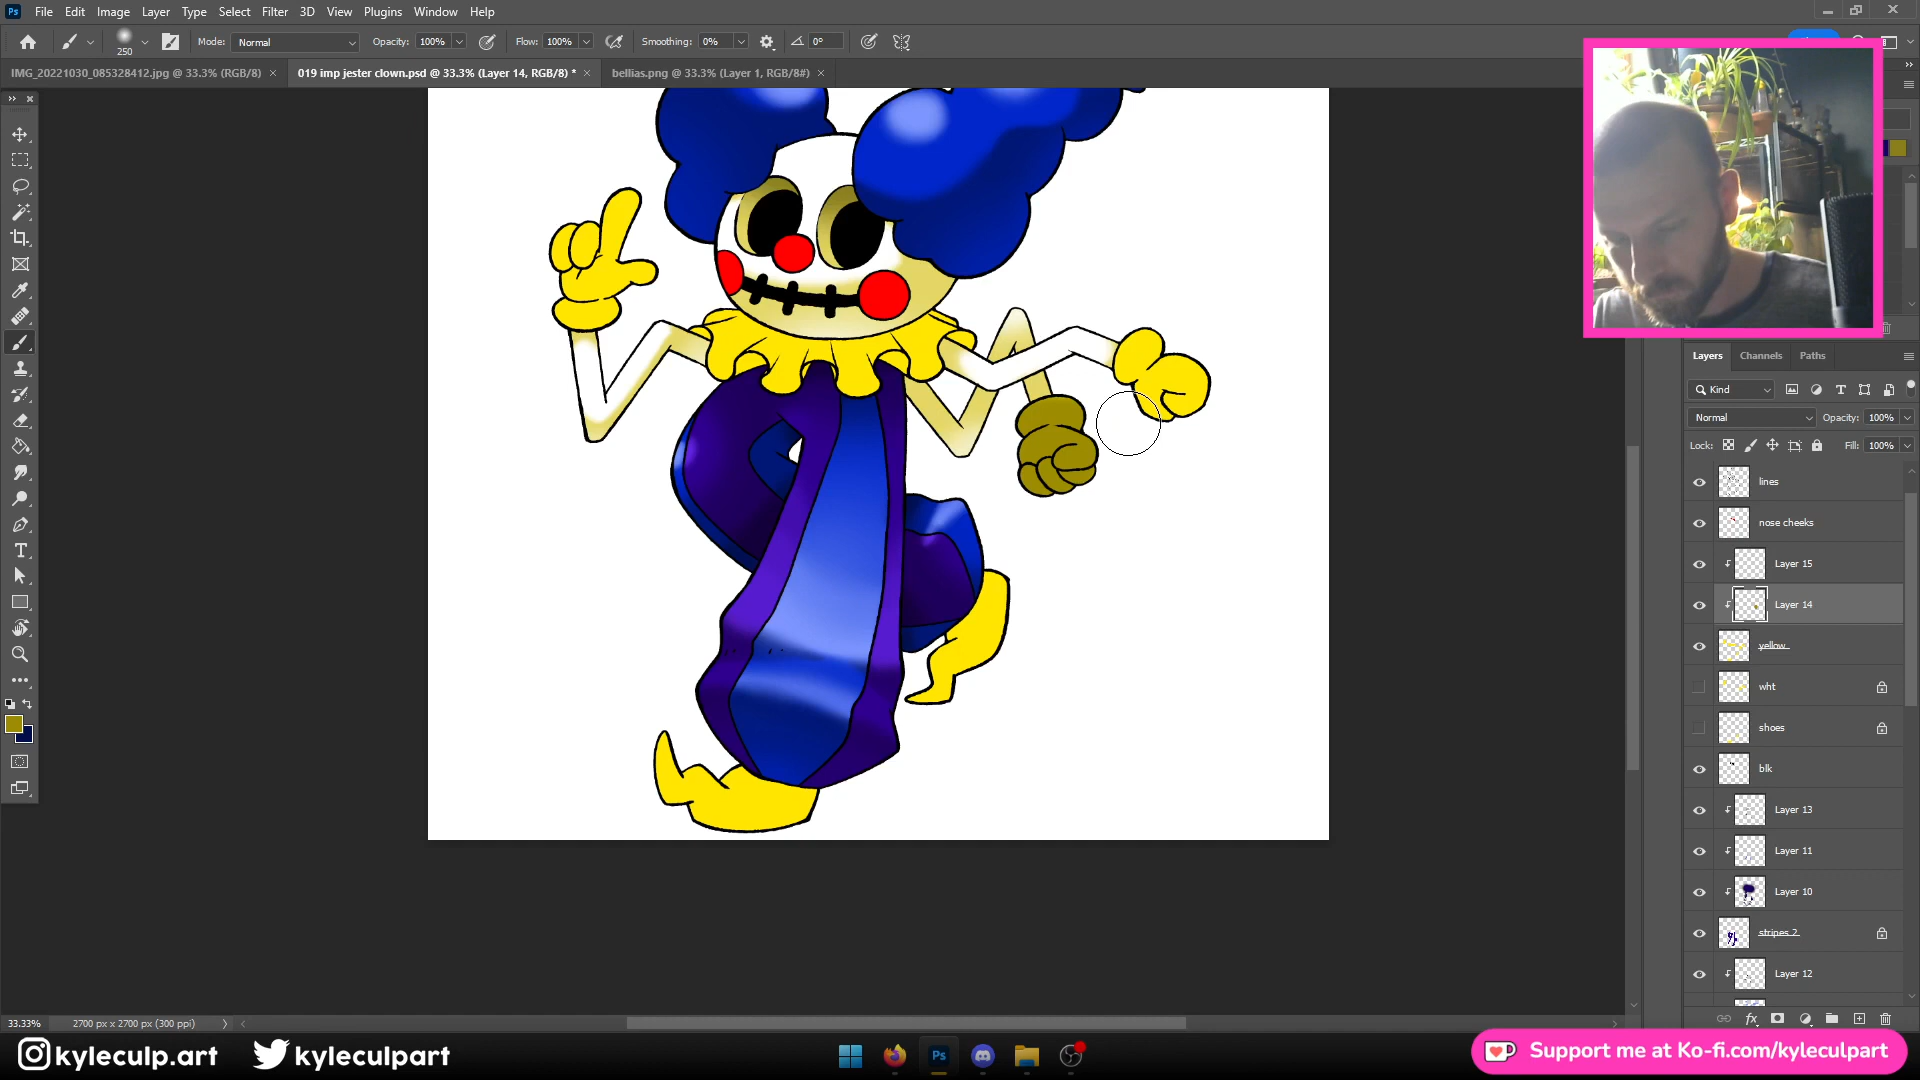 Ps File Edit Image Layer Type Select Filter 3D View Plugins Window Help
250 Mode: Normal Opacity: 100% Flow: 100% Smoothing: 0% 0°
IMG_20221030_085328412.jpg @ 33.3% (RGB/8) × 019 imp jester clown.psd @ 33.3% (Layer 14, RGB/8) * × bellias.png @ 33.3% (Layer 1, RGB/8#) ×
Layers Channels Paths
Kind
Normal Opacity: 100%
Lock: Fill: 100%
lines
nose cheeks
Layer 15
Layer 14
yellow
wht
shoes
blk
Layer 13
Layer 11
Layer 10
stripes 2
Layer 12
fx
33.33% 2700 px x 2700 px (300 ppi)
kyleculp.art kyleculpart
Ps
Support me at Ko-fi.com/kyleculpart